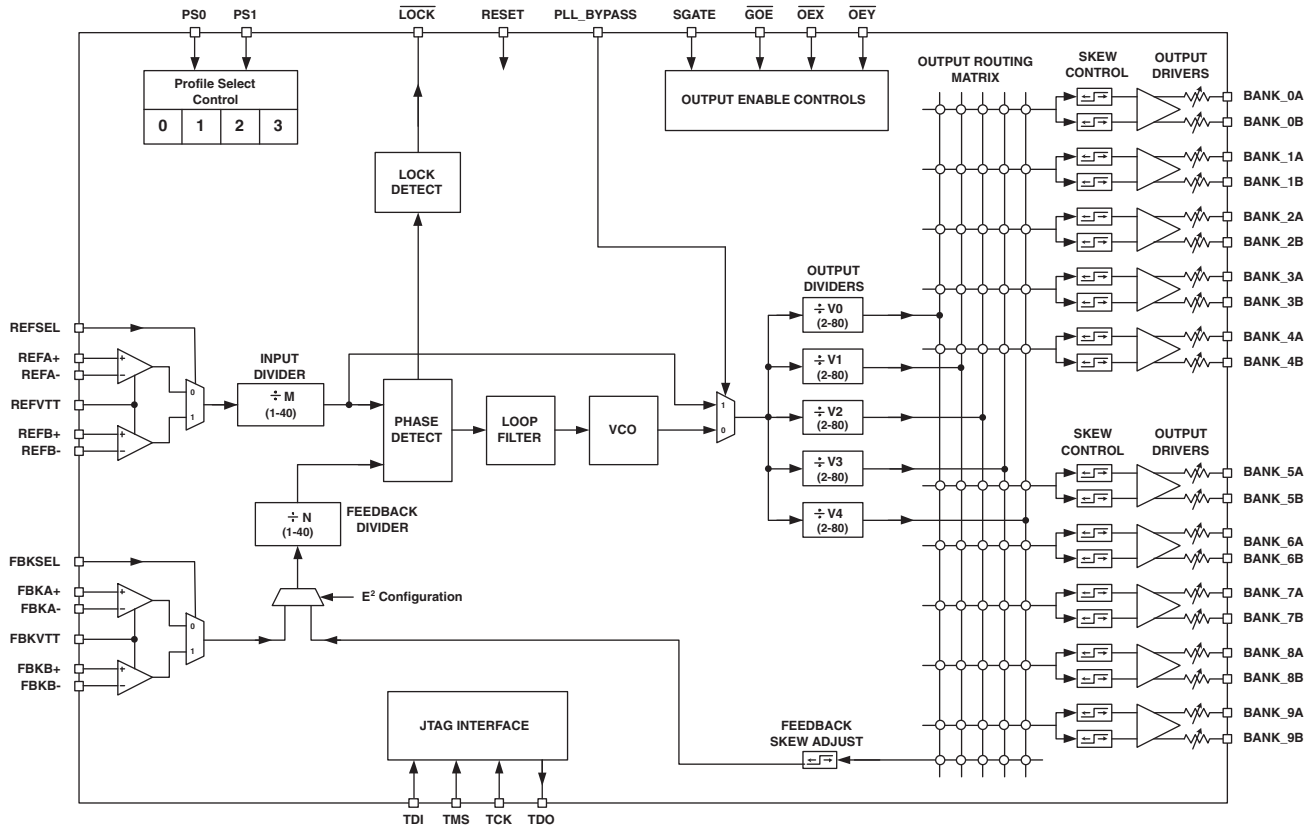 PS0 PS1 LOCK RESET PLL_BYPASS SGATE GOE OEX OEY
Profile Select
Control
0 1 2 3
OUTPUT ENABLE CONTROLS
OUTPUT ROUTING
MATRIX
SKEW
CONTROL
OUTPUT
DRIVERS
BANK_0A
BANK_0B
BANK_1A
BANK_1B
BANK_2A
BANK_2B
BANK_3A
BANK_3B
BANK_4A
BANK_4B
LOCK
DETECT
REFSEL
REFA+
REFA-
REFVTT
REFB+
REFB-
+
−
+
−
0
1
INPUT
DIVIDER
÷ M
(1-40)
PHASE
DETECT
LOOP
FILTER
VCO
1
0
OUTPUT
DIVIDERS
÷ V0
(2-80)
÷ V1
(2-80)
÷ V2
(2-80)
÷ V3
(2-80)
÷ V4
(2-80)
SKEW
CONTROL
OUTPUT
DRIVERS
BANK_5A
BANK_5B
BANK_6A
BANK_6B
BANK_7A
BANK_7B
BANK_8A
BANK_8B
BANK_9A
BANK_9B
÷ N
(1-40)
FEEDBACK
DIVIDER
FBKSEL
FBKA+
FBKA-
FBKVTT
FBKB+
FBKB-
+
−
+
−
0
1
E² Configuration
JTAG INTERFACE
FEEDBACK
SKEW ADJUST
TDI TMS TCK TDO